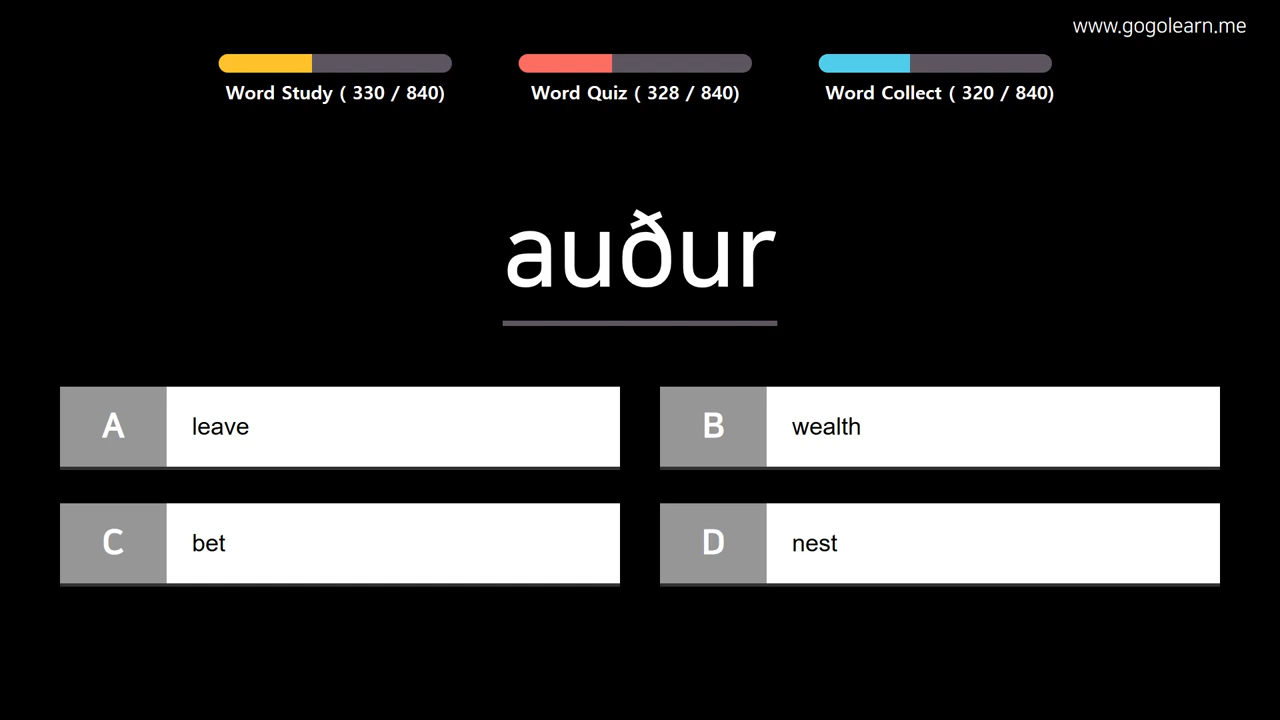 www.gogolearn.me
Word Study ( 330 / 840)
Word Quiz ( 328 / 840)
Word Collect ( 320 / 840)
auður
A leave
B wealth
C bet
D nest